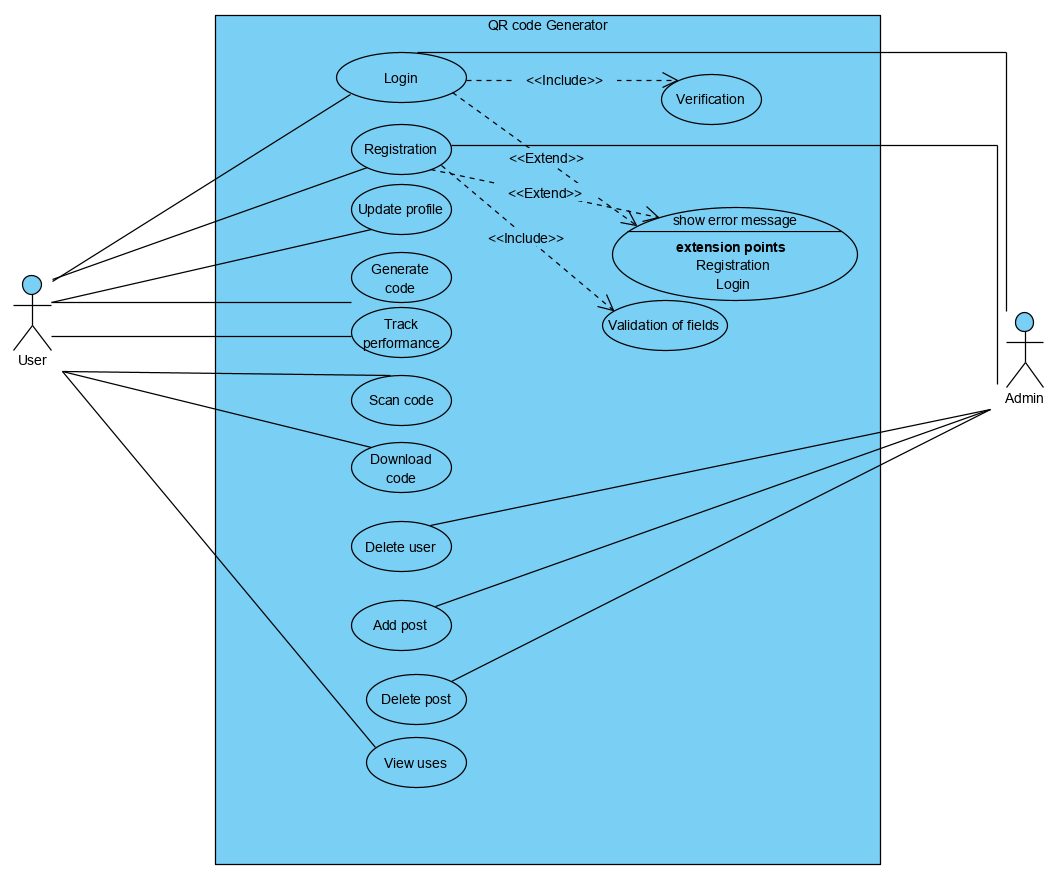 QR code Generator
Login
<<Include>>
Verification
Registration
<<Extend>>
<<Extend>>
Update profile
show error message
<<Include>>
extension points
Registration
Login
Generate
code
Track
performance
Validation of fields
User
Admin
Scan code
Download
code
Delete user
Add post
Delete post
View uses